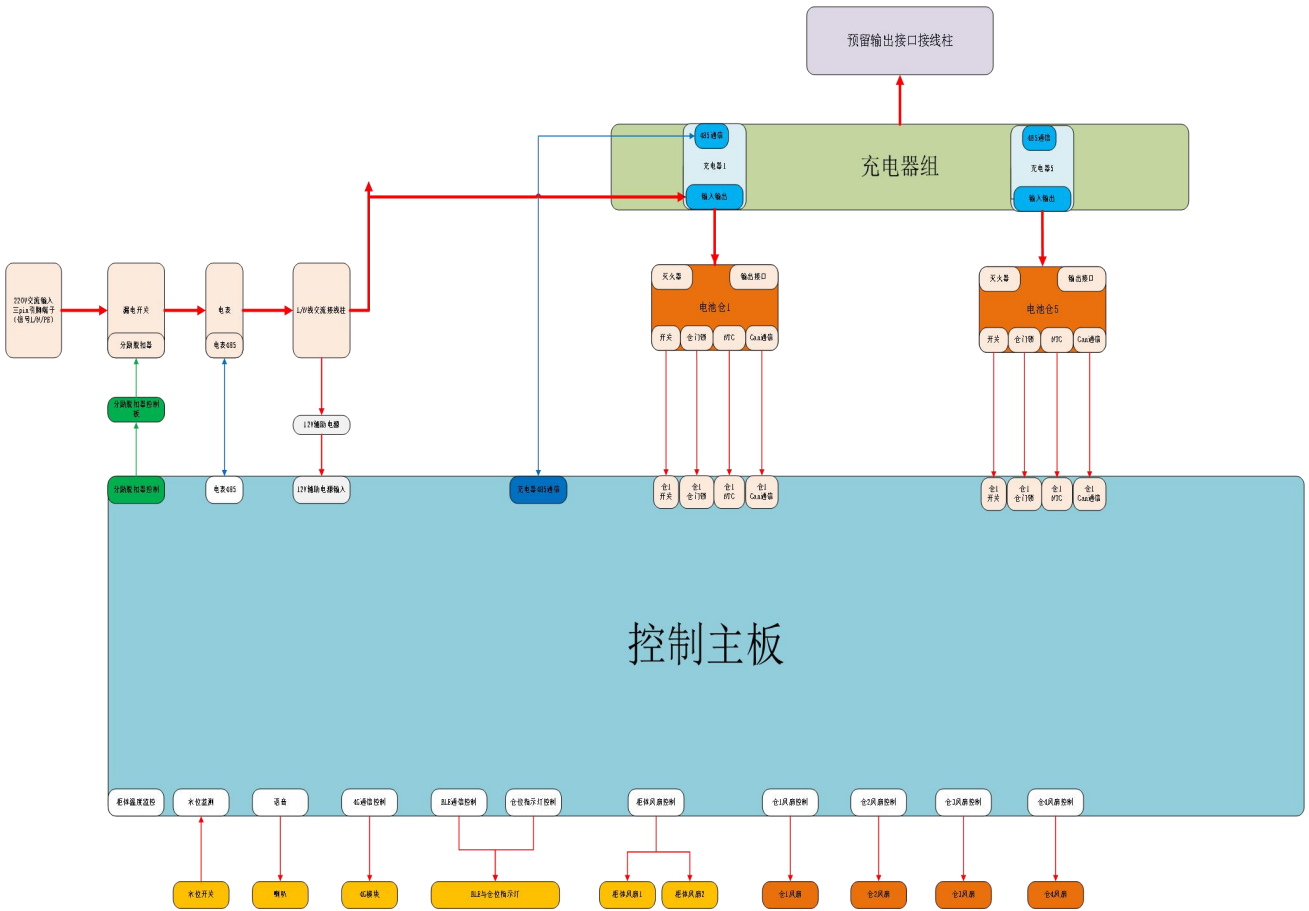 预留输出接口接线柱
充电器组
485通信
充电器1
输入输出
485通信
充电器5
输入输出
220V交流输入
三pin引脚端子
(信号L/N/PE)
漏电开关
分励脱扣器
电表
电表485
L/N线交流接线柱
灭火器
输出接口
电池仓1
开关
仓门锁
NTC
Can通信
灭火器
输出接口
电池仓5
开关
仓门锁
NTC
Can通信
分励脱扣器控制
板
12V辅助电源
分励脱扣器控制
电表485
12V辅助电源输入
充电器485通信
仓1
开关
仓1
仓门锁
仓1
NTC
仓1
Can通信
仓1
开关
仓1
仓门锁
仓1
NTC
仓1
Can通信
控制主板
柜体温度监控
水位监测
语音
4G通信控制
BLE通信控制
仓位指示灯控制
柜体风扇控制
仓1风扇控制
仓2风扇控制
仓3风扇控制
仓4风扇控制
水位开关
喇叭
4G模块
BLE与仓位指示灯
柜体风扇1
柜体风扇2
仓1风扇
仓2风扇
仓3风扇
仓4风扇